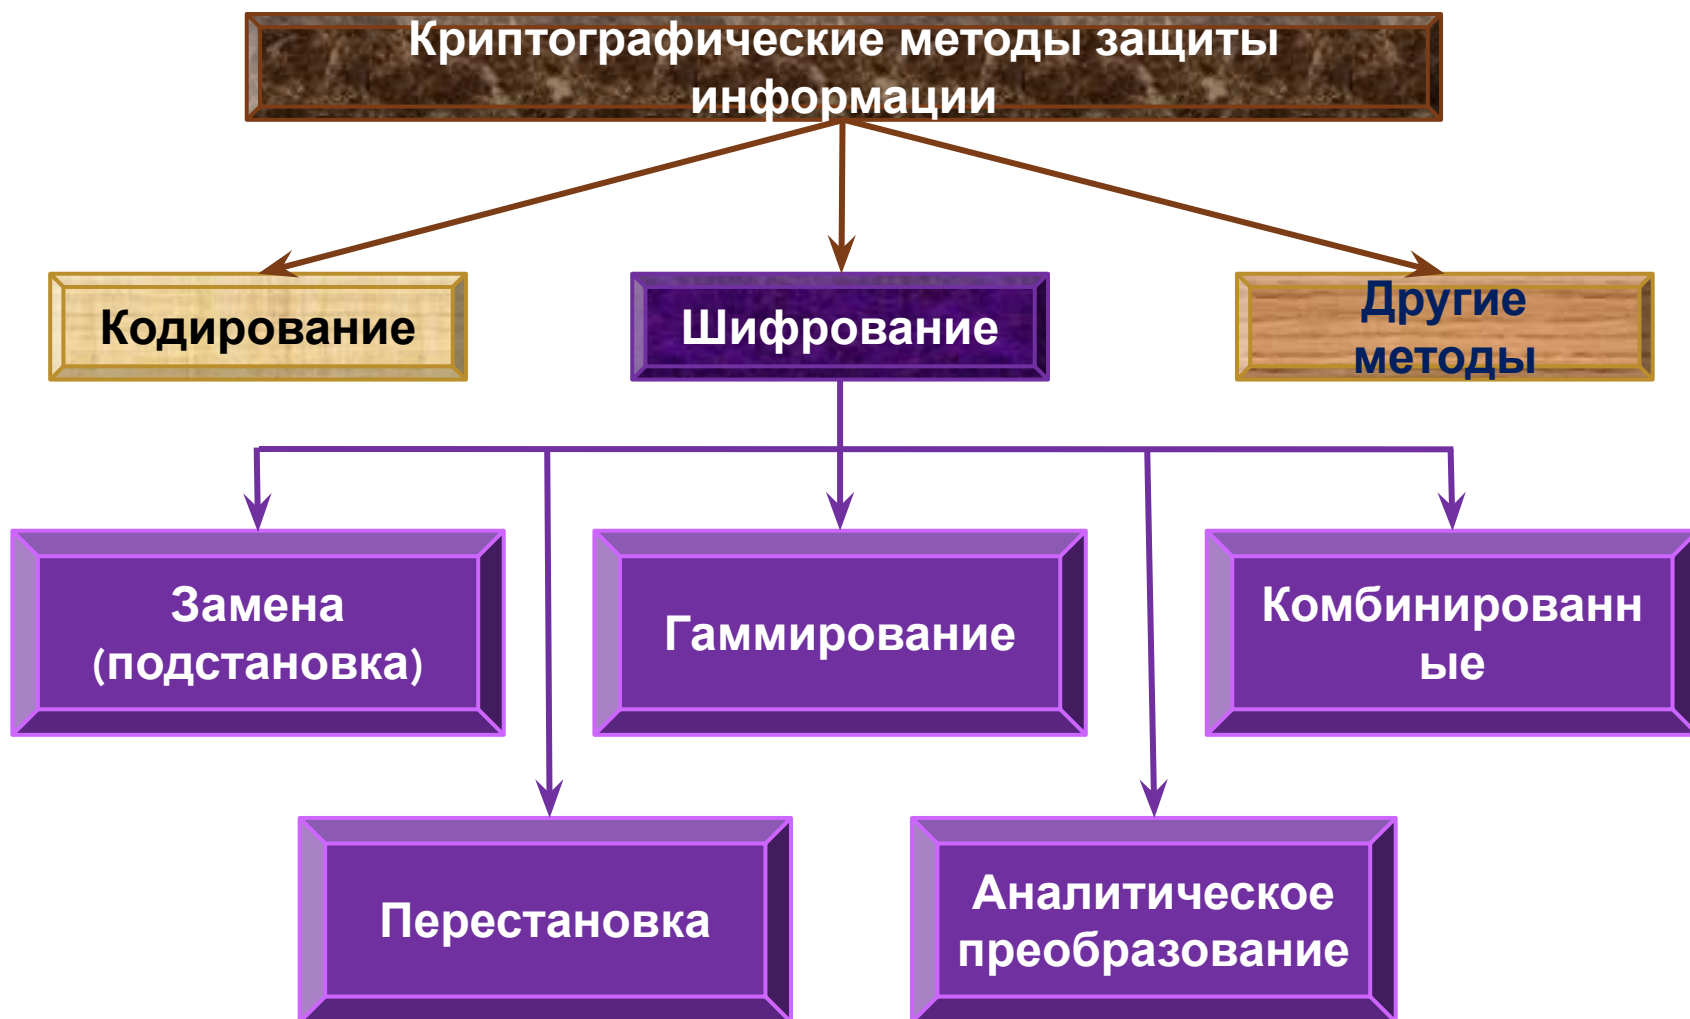 Криптографические методы защиты
информации
Кодирование
Шифрование
Другие
методы
Замена
(подстановка)
Гаммирование
Комбинированн
ые
Перестановка
Аналитическое
преобразование